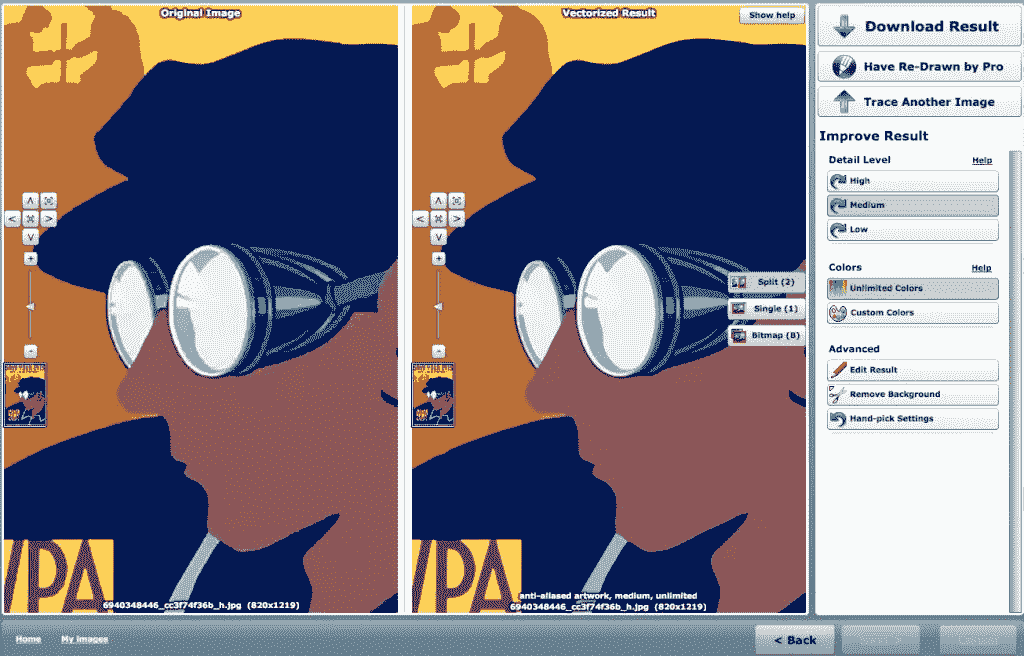 Original Image
Vectorized Result
Show help
Download Result
Have Re-Drawn by Pro
Trace Another Image
Improve Result
Detail Level
Help
High
Medium
Low
Colors
Help
Unlimited Colors
Custom Colors
Advanced
Edit Result
Remove Background
Hand-pick Settings
Split (2)
Single (1)
Bitmap (B)
VPA
6940348446_cc3f74f36b_h.jpg (820x1219)
VPA
anti-aliased artwork, medium, unlimited
6940348446_cc3f74f36b_h.jpg (820x1219)
Home
My Images
< Back